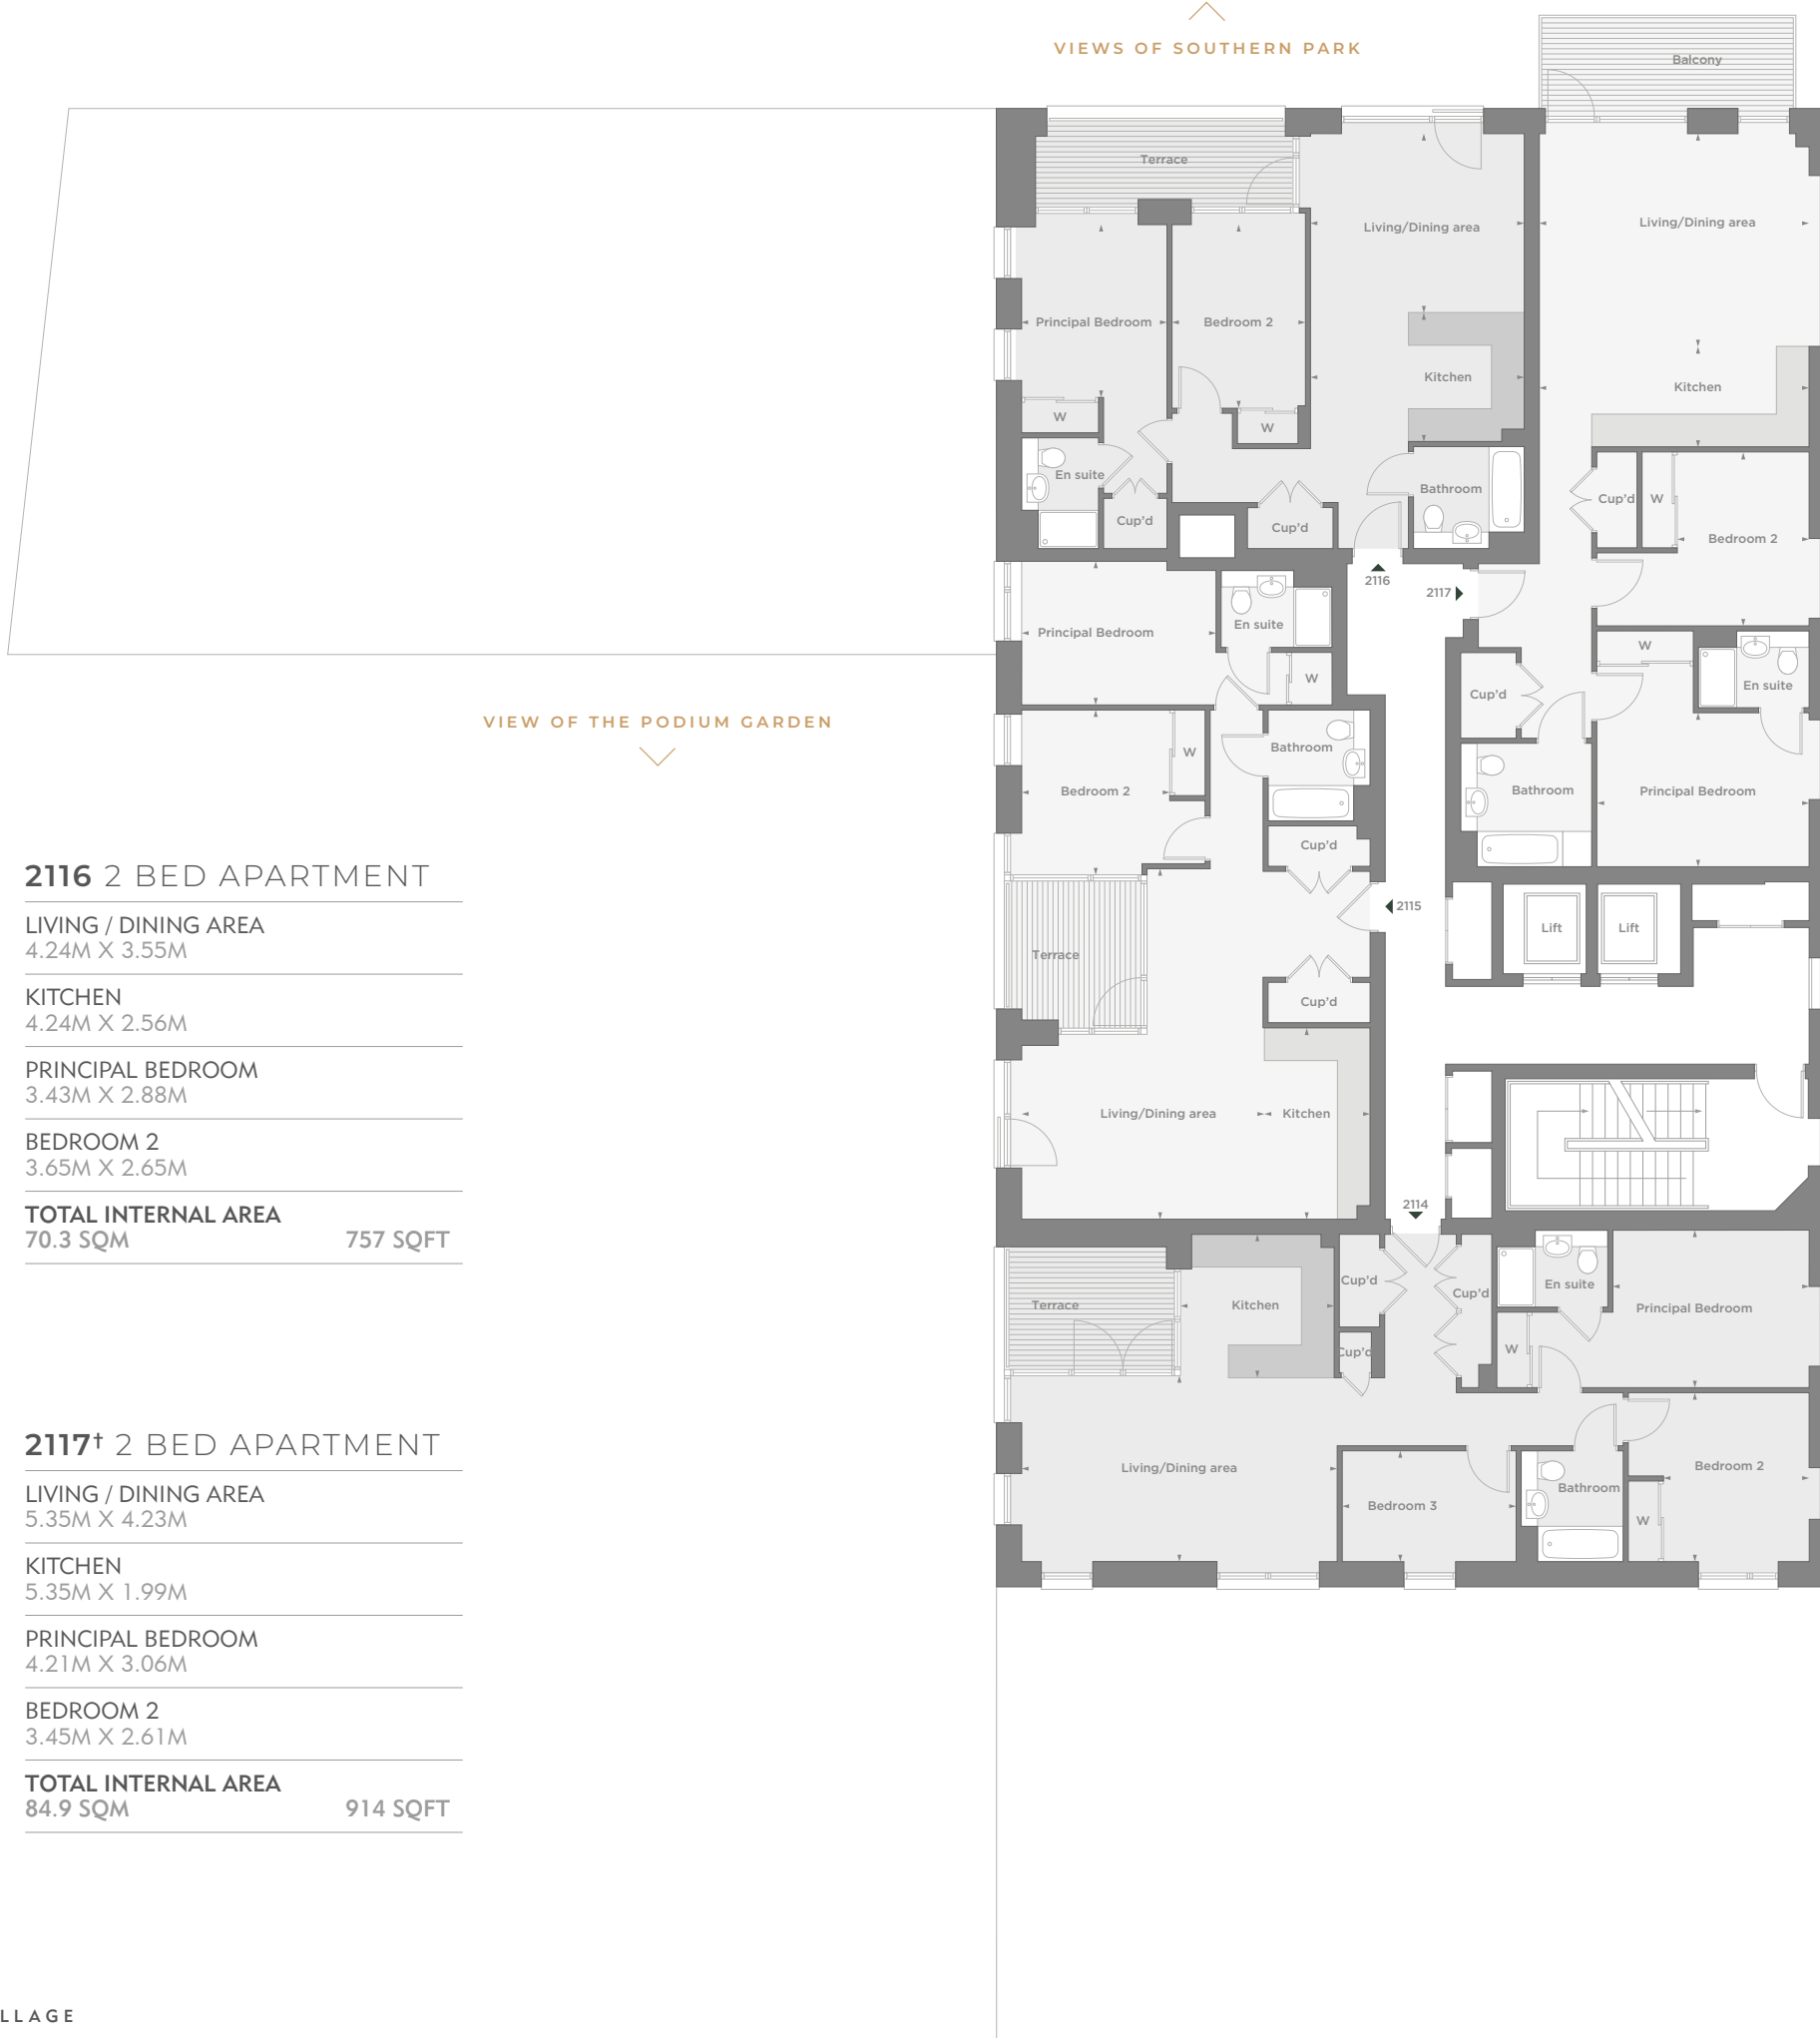 VIEWS OF SOUTHERN PARK
Balcony
Terrace
Living/Dining area
Living/Dining area
Principal Bedroom
Bedroom 2
Kitchen
Kitchen
W
W
En suite
Bathroom
Cup'd
W
Cup'd
Cup'd
Bedroom 2
2116
2117
Principal Bedroom
En suite
W
W
En suite
Cup'd
VIEW OF THE PODIUM GARDEN
W
Bathroom
Bedroom 2
Bathroom
Principal Bedroom
Cup'd
2115
Lift
Lift
Terrace
Cup'd
Living/Dining area
Kitchen
2114
Cup'd
Cup'd
En suite
Terrace
Kitchen
Principal Bedroom
Cup'd
W
Living/Dining area
Bedroom 2
Bathroom
Bedroom 3
W
2116 2 BED APARTMENT
LIVING / DINING AREA
4.24M X 3.55M
KITCHEN
4.24M X 2.56M
PRINCIPAL BEDROOM
3.43M X 2.88M
BEDROOM 2
3.65M X 2.65M
TOTAL INTERNAL AREA
70.3 SQM 757 SQFT
2117† 2 BED APARTMENT
LIVING / DINING AREA
5.35M X 4.23M
KITCHEN
5.35M X 1.99M
PRINCIPAL BEDROOM
4.21M X 3.06M
BEDROOM 2
3.45M X 2.61M
TOTAL INTERNAL AREA
84.9 SQM 914 SQFT
LLAGE